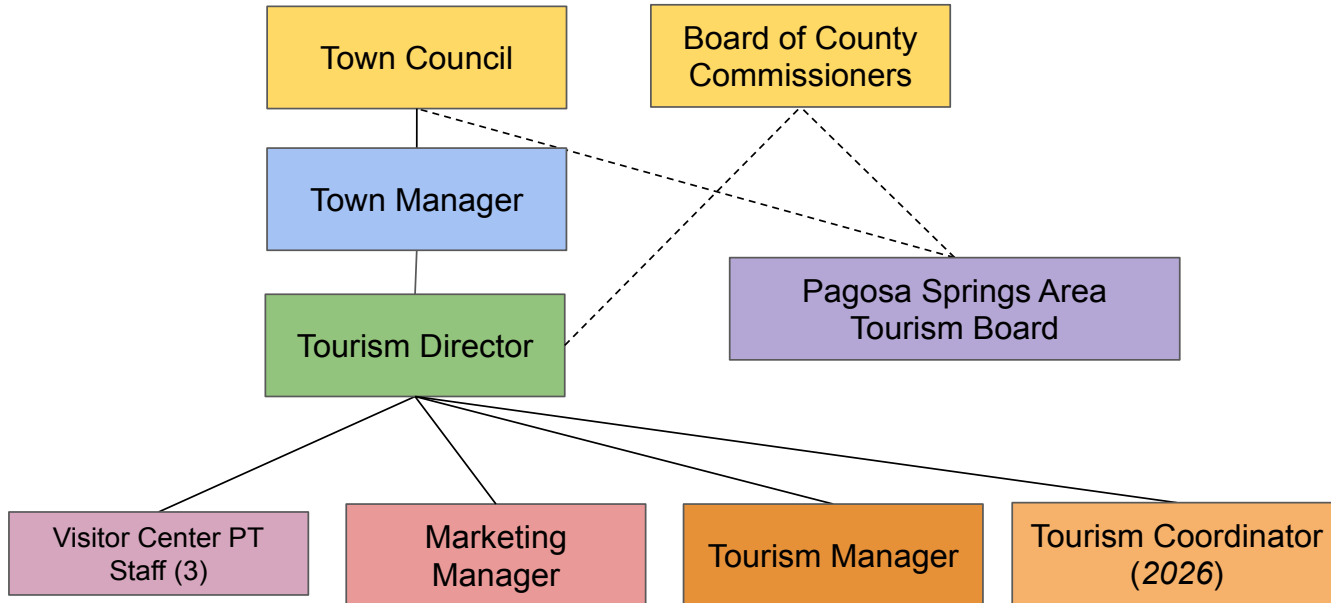 Town Council
Board of County
Commissioners
Town Manager
Pagosa Springs Area
Tourism Board
Tourism Director
Visitor Center PT
Staff (3)
Marketing
Manager
Tourism Manager
Tourism Coordinator
(2026)